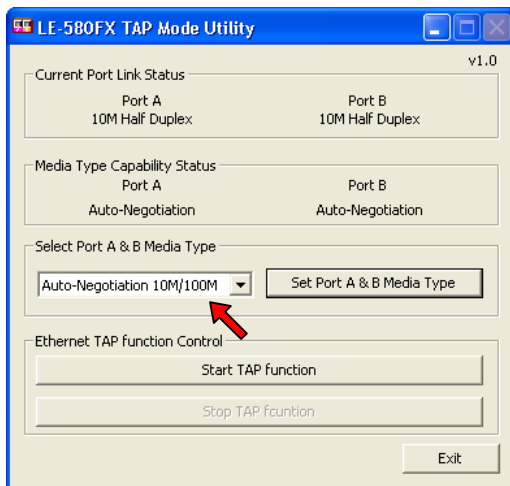 LE-580FX TAP Mode Utility
v1.0
Current Port Link Status
Port A Port B
10M Half Duplex 10M Half Duplex
Media Type Capability Status
Port A Port B
Auto-Negotiation Auto-Negotiation
Select Port A & B Media Type
Auto-Negotiation 10M/100M Set Port A & B Media Type
Ethernet TAP function Control
Start TAP function
Stop TAP fcuntion
Exit